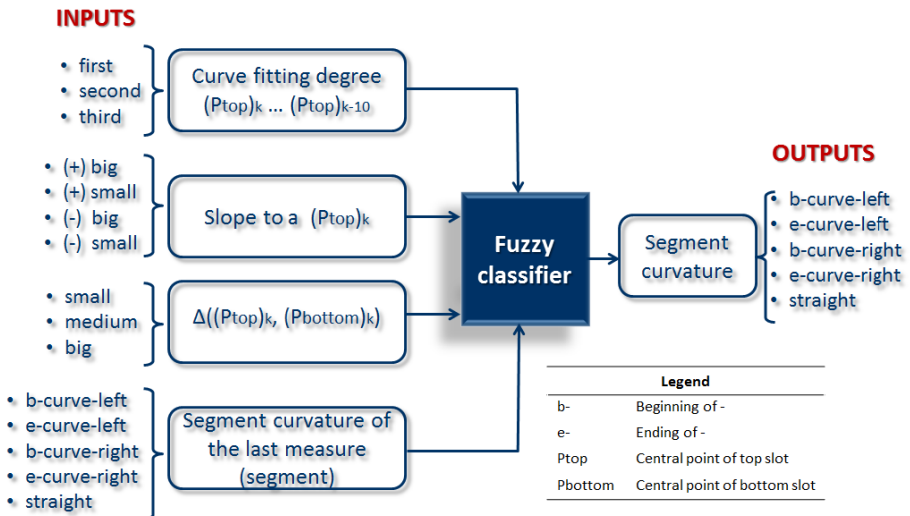 INPUTS
• first
• second
• third
Curve fitting degree
(Ptop)k ... (Ptop)k-10
• (+) big
• (+) small
• (-) big
• (-) small
Slope to a (Ptop)k
• small
• medium
• big
Δ((Ptop)k, (Pbottom)k)
• b-curve-left
• e-curve-left
• b-curve-right
• e-curve-right
• straight
Segment curvature of
the last measure
(segment)
Fuzzy
classifier
Segment
curvature
OUTPUTS
• b-curve-left
• e-curve-left
• b-curve-right
• e-curve-right
• straight
Legend
b- Beginning of -
e- Ending of -
Ptop Central point of top slot
Pbottom Central point of bottom slot